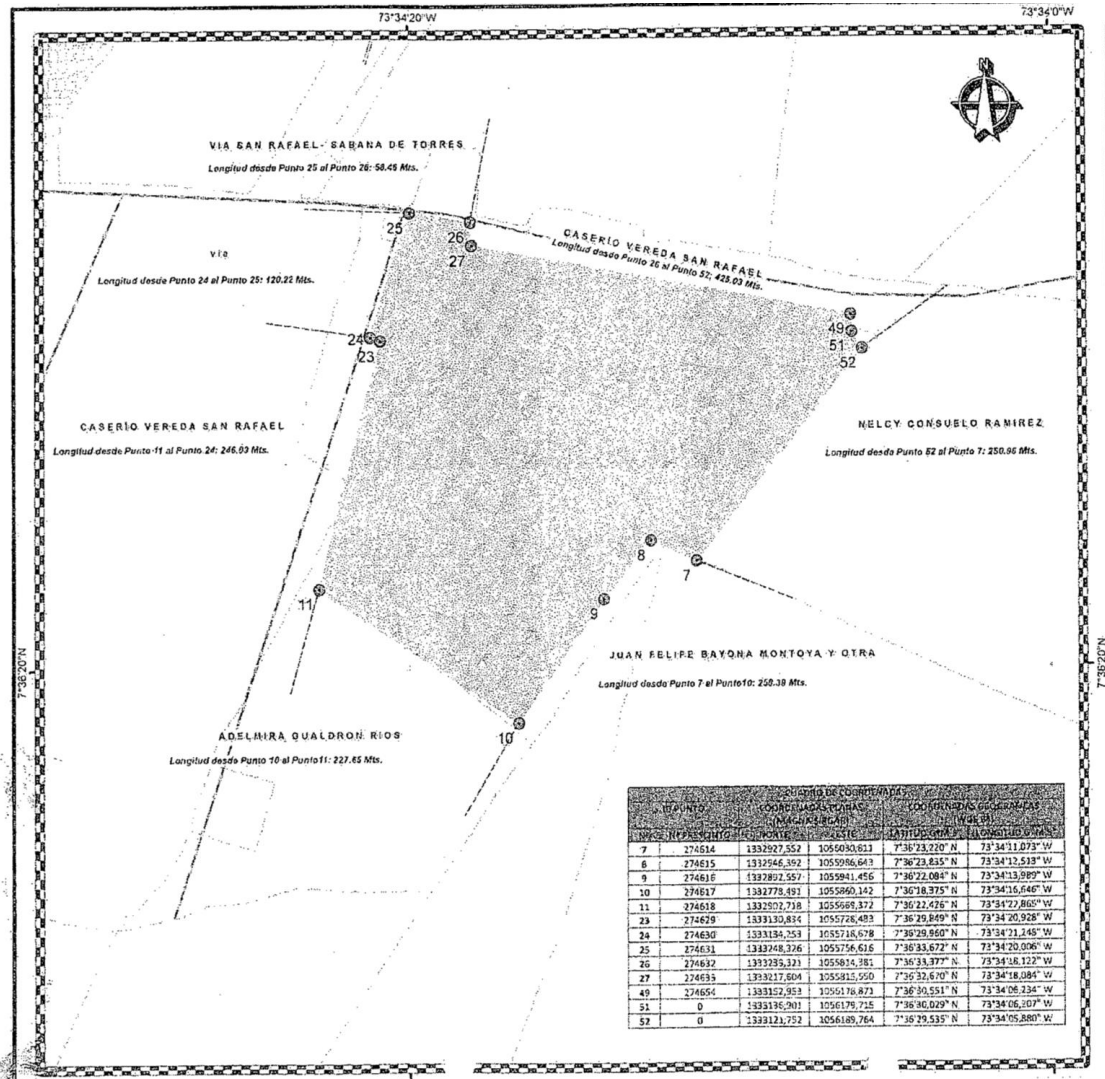 73°34'20"W
73°34'0"W
N
VIA SAN RAFAEL- SABANA DE TORRES
Longitud desde Punto 25 al Punto 26: 58.45 Mts.
25
26
27
CASERIO VEREDA SAN RAFAEL
Longitud desde Punto 26 al Punto 52: 425.03 Mts.
via
Longitud desde Punto 24 al Punto 25: 120.22 Mts.
24
23
49
51
52
CASERIO VEREDA SAN RAFAEL
Longitud desde Punto 11 al Punto 24: 246.93 Mts.
NELCY CONSUELO RAMIREZ
Longitud desde Punto 52 al Punto 7: 250.96 Mts.
8
7
11
9
JUAN FELIPE BAYONA MONTOYA Y OTRA
Longitud desde Punto 7 al Punto10: 258.38 Mts.
7°36'20"N
7°36'20"N
10
ADELMIRA GUALDRON RIOS
Longitud desde Punto 10 al Punto11: 227.65 Mts.
CUADRO DE COORDENADAS
COORDENADAS PLANAS COORDENADAS GEOGRAFICAS
NORTE ESTE
7 274614 1332927,552 1056030,611 7°36'23,220" N 73°34'11,073" W
8 274615 1332946,392 1055986,643 7°36'23,835" N 73°34'12,513" W
9 274616 1332892,557 1055941,456 7°36'22,084" N 73°34'13,989" W
10 274617 1332778,491 1055860,142 7°36'18,375" N 73°34'16,646" W
11 274618 1332902,718 1055669,372 7°36'22,426" N 73°34'22,865" W
23 274629 1333130,834 1055728,483 7°36'29,849" N 73°34'20,928" W
24 274630 1333134,253 1055718,678 7°36'29,960" N 73°34'21,248" W
25 274631 1333248,326 1055756,616 7°36'33,672" N 73°34'20,006" W
26 274632 1333239,321 1055814,381 7°36'33,377" N 73°34'18,122" W
27 274633 1333217,604 1055815,550 7°36'32,670" N 73°34'18,084" W
49 274654 1333152,953 1056178,871 7°36'30,551" N 73°34'06,234" W
51 0 1333136,901 1056179,715 7°36'30,029" N 73°34'06,207" W
52 0 1333121,752 1056189,764 7°36'29,535" N 73°34'05,880" W